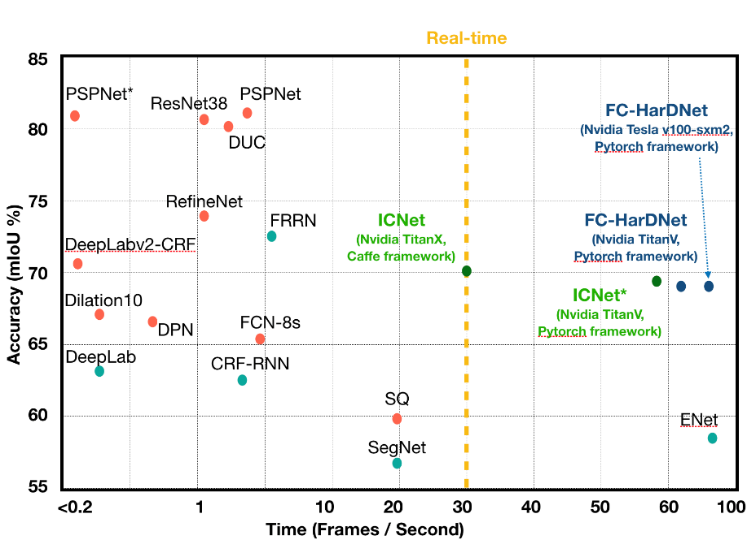 Real-time
85
80
75
70
65
60
55
Accuracy (mIoU %)
PSPNet*
ResNet38
PSPNet
DUC
FC-HarDNet
(Nvidia Tesla v100-sxm2,
Pytorch framework)
RefineNet
FRRN
ICNet
(Nvidia TitanX,
Caffe framework)
FC-HarDNet
(Nvidia TitanV,
Pytorch framework)
DeepLabv2-CRF
ICNet*
(Nvidia TitanV,
Pytorch framework)
Dilation10
DPN
FCN-8s
DeepLab
CRF-RNN
SQ
SegNet
ENet
<0.2
1
10
20
30
40
50
60
100
Time (Frames / Second)